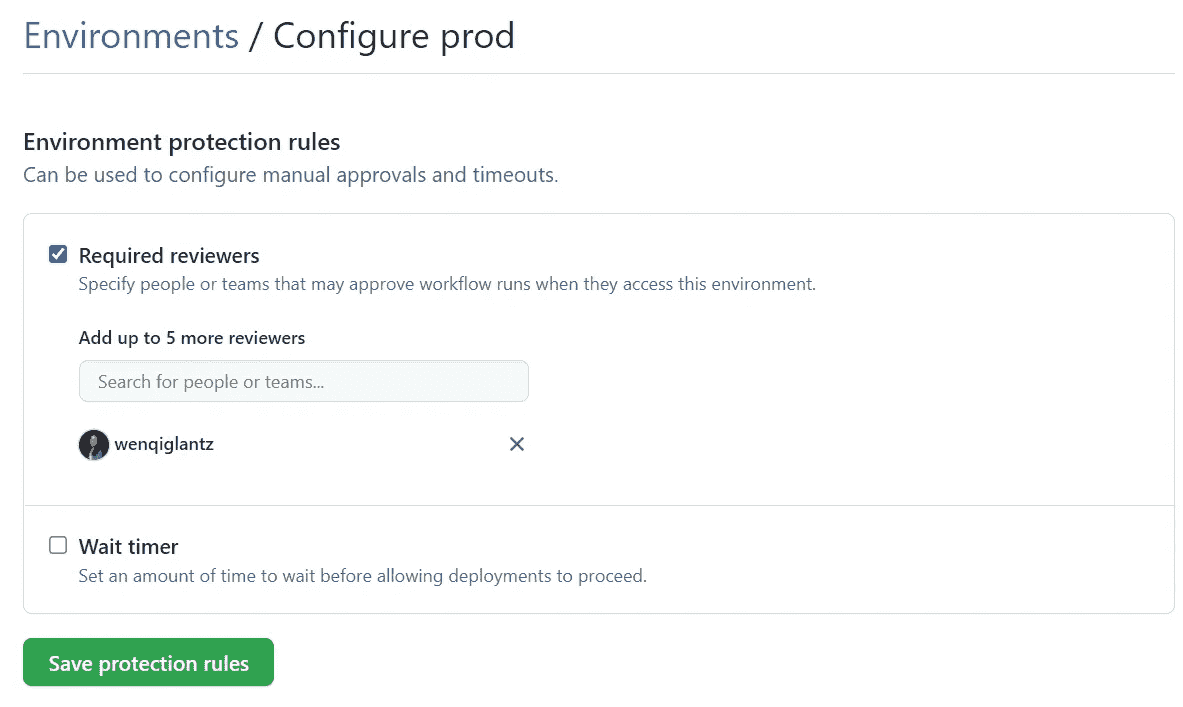 Environments / Configure prod
Environment protection rules
Can be used to configure manual approvals and timeouts.
Required reviewers
Specify people or teams that may approve workflow runs when they access this environment.
Add up to 5 more reviewers
Search for people or teams...
wenqiglantz
Wait timer
Set an amount of time to wait before allowing deployments to proceed.
Save protection rules